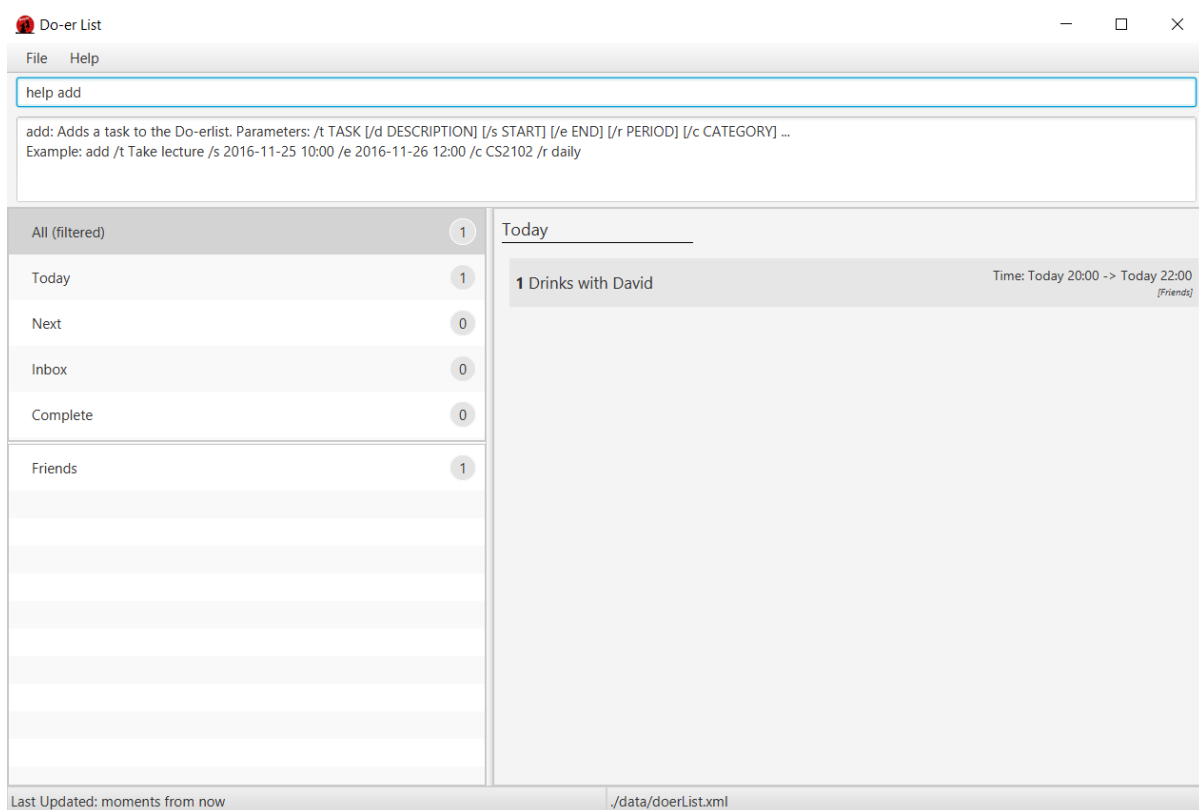 Do-er List
File Help
help add
add: Adds a task to the Do-erlist. Parameters: /t TASK [/d DESCRIPTION] [/s START] [/e END] [/r PERIOD] [/c CATEGORY] ...
Example: add /t Take lecture /s 2016-11-25 10:00 /e 2016-11-26 12:00 /c CS2102 /r daily
All (filtered) 1
Today 1
Next 0
Inbox 0
Complete 0
Friends 1
Today
1 Drinks with David
Time: Today 20:00 -> Today 22:00
[Friends]
Last Updated: moments from now
./data/doerList.xml